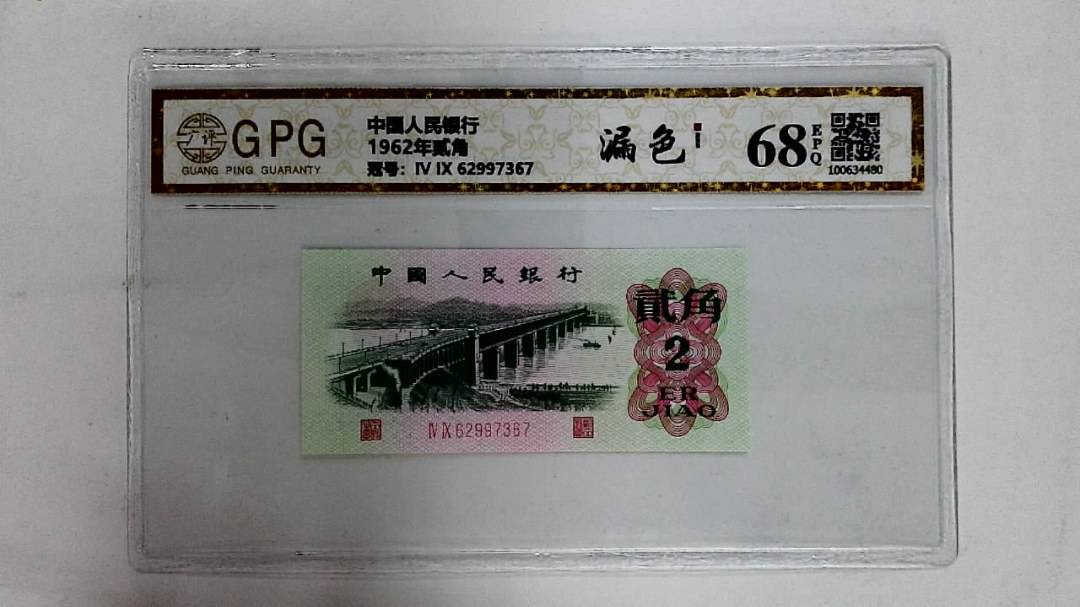 GPG
GUANG PING GUARANTY
中國人民銀行
1962年貳角
冠号：IV IX 62997367
漏色
68
EPQ
100634480
中國人民銀行
貳角
2
ER
JIAO
IV IX 62997367